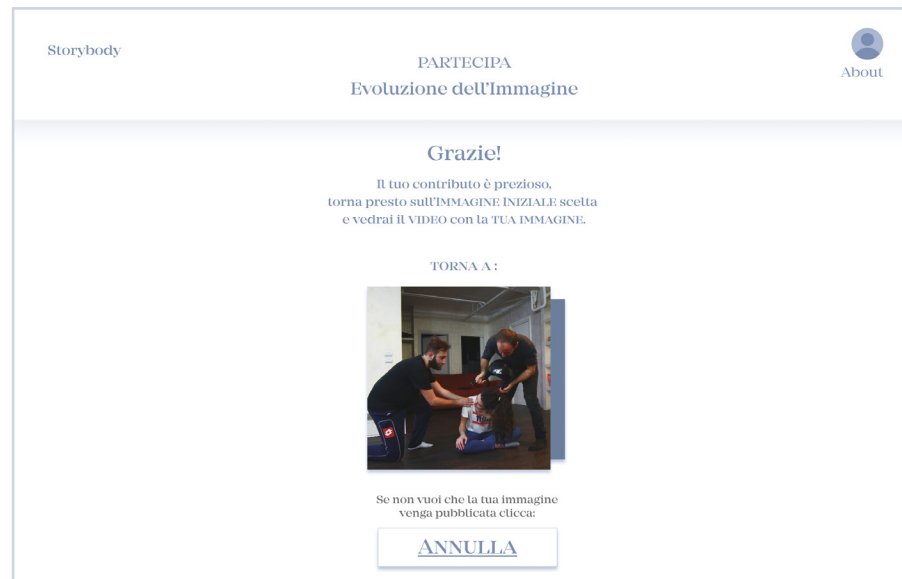 Storybody
About
PARTECIPA
Evoluzione dell'Immagine
Grazie!
Il tuo contributo è prezioso,
torna presto sull'IMMAGINE INIZIALE scelta
e vedrai il VIDEO con la TUA IMMAGINE.
TORNA A :
Se non vuoi che la tua immagine
venga pubblicata clicca:
ANNULLA